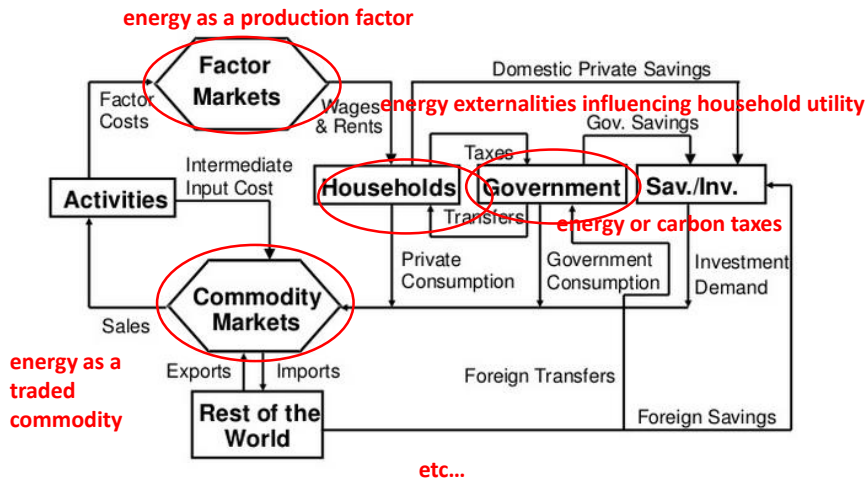 energy as a production factor
Factor
Markets
Domestic Private Savings
Factor
Costs
Wages
& Rents
energy externalities influencing household utility
Gov. Savings
Taxes
Intermediate
Input Cost
Activities
Households
Government
Sav./Inv.
Transfers
energy or carbon taxes
Private
Consumption
Government
Consumption
Investment
Demand
Commodity
Markets
Sales
energy as a
traded
commodity
Exports
Imports
Foreign Transfers
Rest of the
World
Foreign Savings
etc...